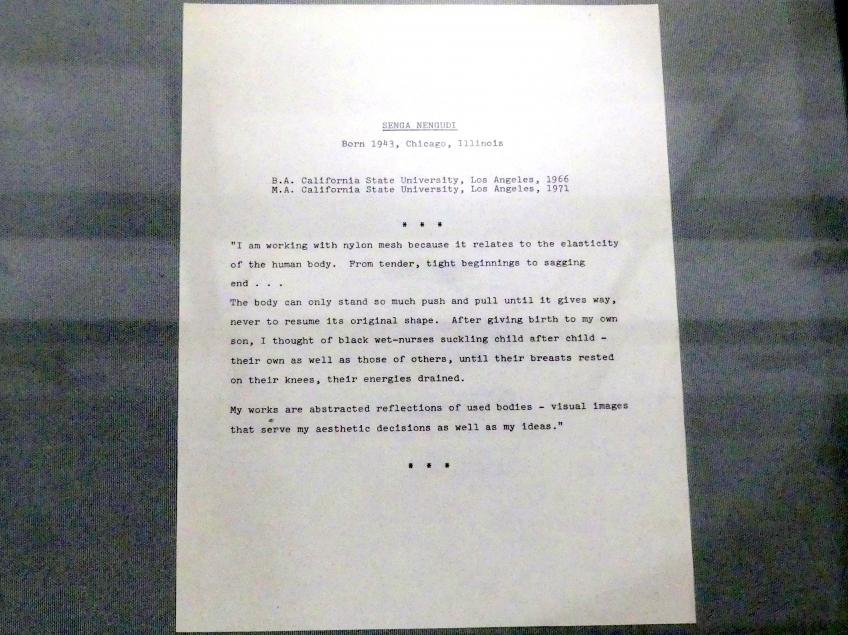 SENGA NENGUDI
Born 1943, Chicago, Illinois
B.A. California State University, Los Angeles, 1966
M.A. California State University, Los Angeles, 1971
* * *
"I am working with nylon mesh because it relates to the elasticity
of the human body. From tender, tight beginnings to sagging
end . . .
The body can only stand so much push and pull until it gives way,
never to resume its original shape. After giving birth to my own
son, I thought of black wet-nurses suckling child after child -
their own as well as those of others, until their breasts rested
on their knees, their energies drained.
My works are abstracted reflections of used bodies - visual images
that serve my aesthetic decisions as well as my ideas."
* * *